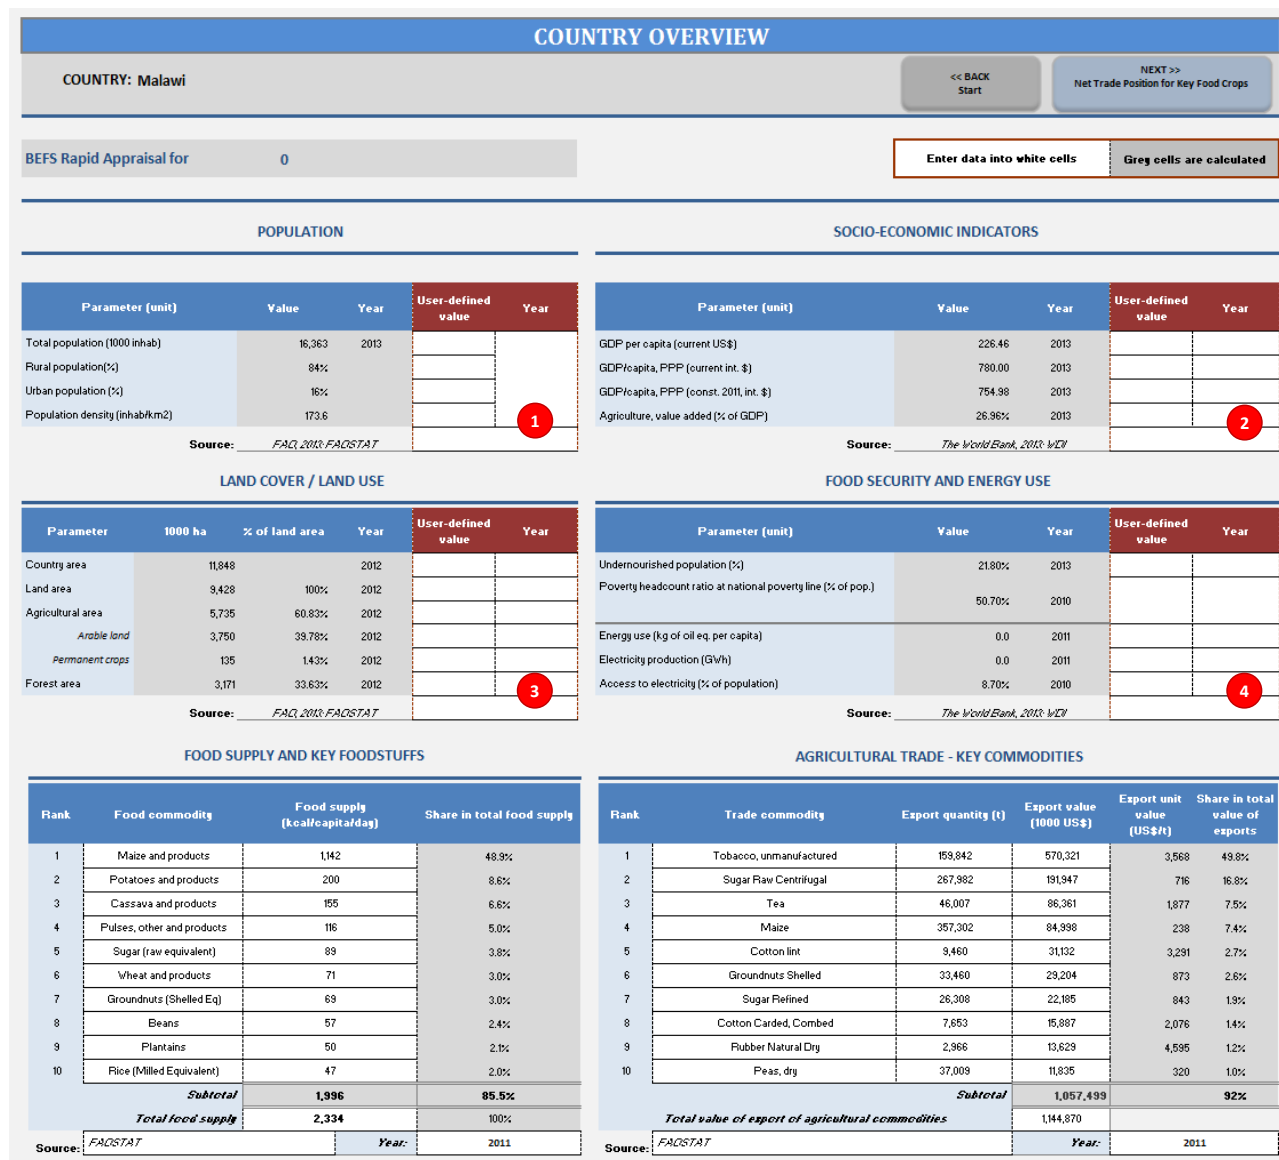 COUNTRY OVERVIEW
COUNTRY: Malawi
<< BACK
Start
NEXT >>
Net Trade Position for Key Food Crops
BEFS Rapid Appraisal for 0
Enter data into white cells Grey cells are calculated
POPULATION
Parameter (unit) Value Year User-defined value Year
Total population (1000 inhab) 16,363 2013
Rural population(%) 84%
Urban population (%) 16%
Population density (inhab/km2) 173.6
1
Source: FAO, 2013: FAOSTAT
SOCIO-ECONOMIC INDICATORS
Parameter (unit) Value Year User-defined value Year
GDP per capita (current US$) 226.46 2013
GDP/capita, PPP (current int. $) 780.00 2013
GDP/capita, PPP (const. 2011, int. $) 754.98 2013
Agriculture, value added (% of GDP) 26.96% 2013
2
Source: The World Bank, 2013: WDI
LAND COVER / LAND USE
Parameter 1000 ha % of land area Year User-defined value Year
Country area 11,848 2012
Land area 9,428 100% 2012
Agricultural area 5,735 60.83% 2012
Arable land 3,750 39.78% 2012
Permanent crops 135 1.43% 2012
Forest area 3,171 33.63% 2012
3
Source: FAO, 2013: FAOSTAT
FOOD SECURITY AND ENERGY USE
Parameter (unit) Value Year User-defined value Year
Undernourished population (%) 21.80% 2013
Poverty headcount ratio at national poverty line (% of pop.) 50.70% 2010
Energy use (kg of oil eq. per capita) 0.0 2011
Electricity production (GWh) 0.0 2011
Access to electricity (% of population) 8.70% 2010
4
Source: The World Bank, 2013: WDI
FOOD SUPPLY AND KEY FOODSTUFFS
Rank Food commodity Food supply (kcal/capita/day) Share in total food supply
1 Maize and products 1,142 48.9%
2 Potatoes and products 200 8.6%
3 Cassava and products 155 6.6%
4 Pulses, other and products 116 5.0%
5 Sugar (raw equivalent) 89 3.8%
6 Wheat and products 71 3.0%
7 Groundnuts (Shelled Eq) 69 3.0%
8 Beans 57 2.4%
9 Plantains 50 2.1%
10 Rice (Milled Equivalent) 47 2.0%
Subtotal 1,996 85.5%
Total food supply 2,334 100%
Source: FAOSTAT Year: 2011
AGRICULTURAL TRADE - KEY COMMODITIES
Rank Trade commodity Export quantity (t) Export value (1000 US$) Export unit value (US$/t) Share in total value of exports
1 Tobacco, unmanufactured 159,842 570,321 3,568 49.8%
2 Sugar Raw Centrifugal 267,982 191,947 716 16.8%
3 Tea 46,007 86,361 1,877 7.5%
4 Maize 357,302 84,998 238 7.4%
5 Cotton lint 9,460 31,132 3,291 2.7%
6 Groundnuts Shelled 33,460 29,204 873 2.6%
7 Sugar Refined 26,308 22,185 843 1.9%
8 Cotton Carded, Combed 7,653 15,887 2,076 1.4%
9 Rubber Natural Dry 2,966 13,629 4,595 1.2%
10 Peas, dry 37,009 11,835 320 1.0%
Subtotal 1,057,499 92%
Total value of export of agricultural commodities 1,144,870
Source: FAOSTAT Year: 2011